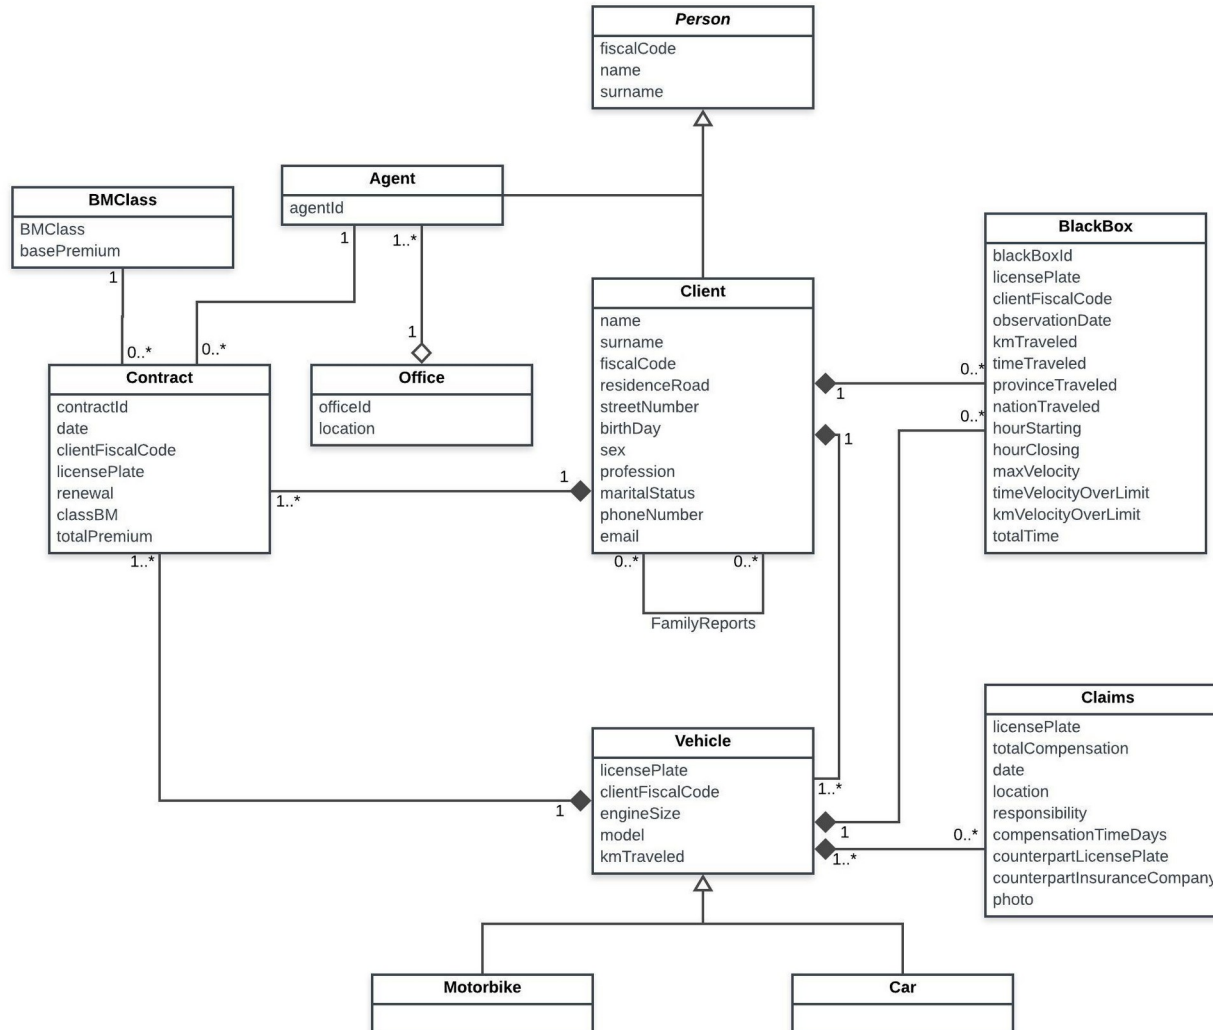 Person
fiscalCode
name
surname
Agent
agentId
1
1..*
BMClass
BMClass
basePremium
1
0..*
0..*
Contract
contractId
date
clientFiscalCode
licensePlate
renewal
classBM
totalPremium
1..*
1..*
1
Office
officeId
location
Client
name
surname
fiscalCode
residenceRoad
streetNumber
birthDay
sex
profession
maritalStatus
phoneNumber
email
1
1
1
0..*
0..*
FamilyReports
BlackBox
blackBoxId
licensePlate
clientFiscalCode
observationDate
kmTraveled
timeTraveled
provinceTraveled
nationTraveled
hourStarting
hourClosing
maxVelocity
timeVelocityOverLimit
kmVelocityOverLimit
totalTime
0..*
0..*
Vehicle
licensePlate
clientFiscalCode
engineSize
model
kmTraveled
1
1..*
1
1..*
0..*
Claims
licensePlate
totalCompensation
date
location
responsibility
compensationTimeDays
counterpartLicensePlate
counterpartInsuranceCompany
photo
Motorbike
Car